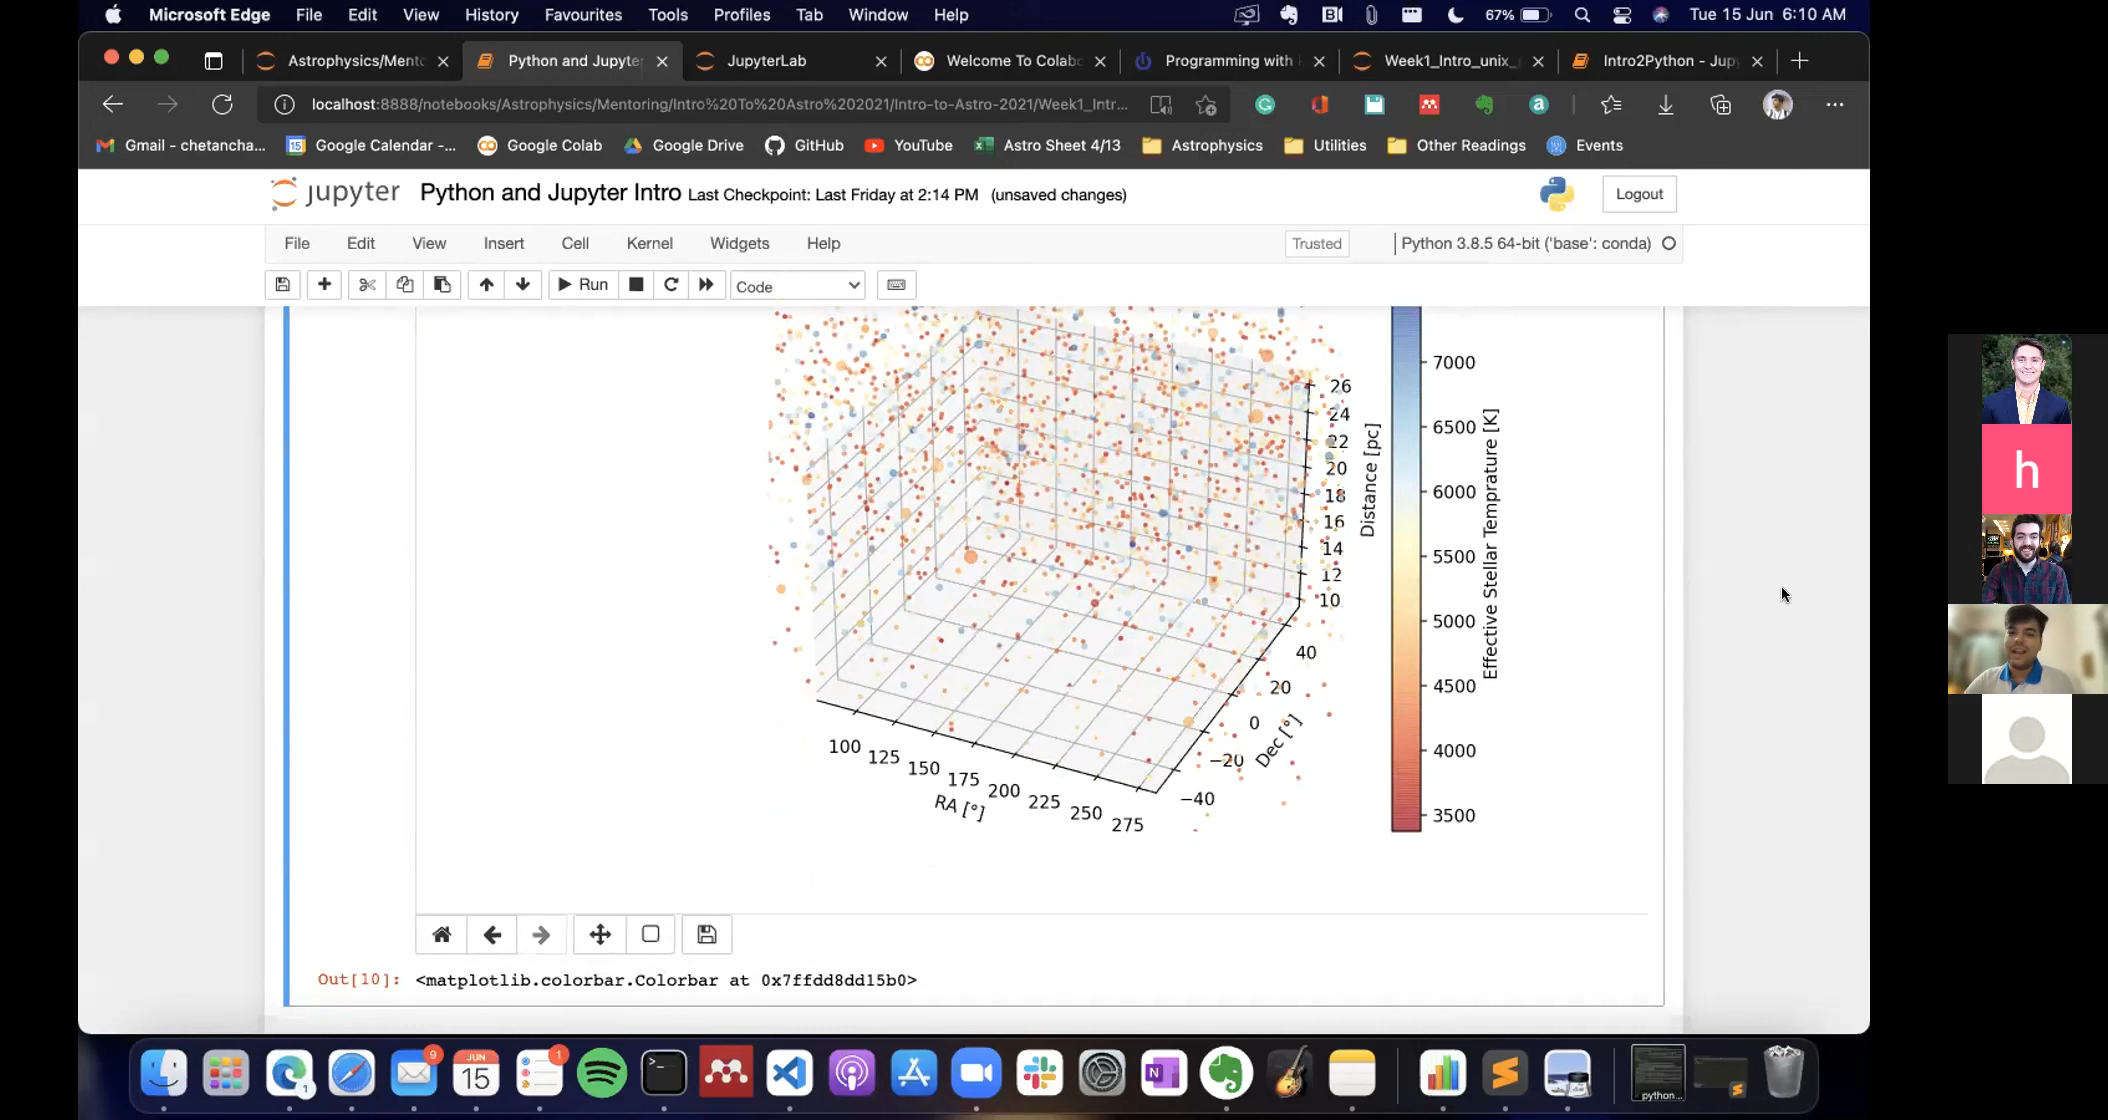 Microsoft Edge File Edit View History Favourites Tools Profiles Tab Window Help 67% Tue 15 Jun 6:10 AM
Astrophysics/Mento Python and Jupyter JupyterLab Welcome To Colab Programming with Week1_Intro_unix_ Intro2Python - Jup
localhost:8888/notebooks/Astrophysics/Mentoring/Intro%20To%20Astro%202021/Intro-to-Astro-2021/Week1_Intr...
Gmail - chetancha... Google Calendar -... Google Colab Google Drive GitHub YouTube Astro Sheet 4/13 Astrophysics Utilities Other Readings Events
jupyter Python and Jupyter Intro Last Checkpoint: Last Friday at 2:14 PM (unsaved changes) Logout
File Edit View Insert Cell Kernel Widgets Help Trusted Python 3.8.5 64-bit ('base': conda)
Run Code
26
24
22
20
18
16
14
12
10
Distance [pc]
40
20
0
−20
−40
Dec [°]
100
125
150
175
200
225
250
275
RA [°]
7000
6500
6000
5500
5000
4500
4000
3500
Effective Stellar Temprature [K]
h
Out[10]: <matplotlib.colorbar.Colorbar at 0x7ffdd8dd15b0>
9
JUN
15
1
1
python...